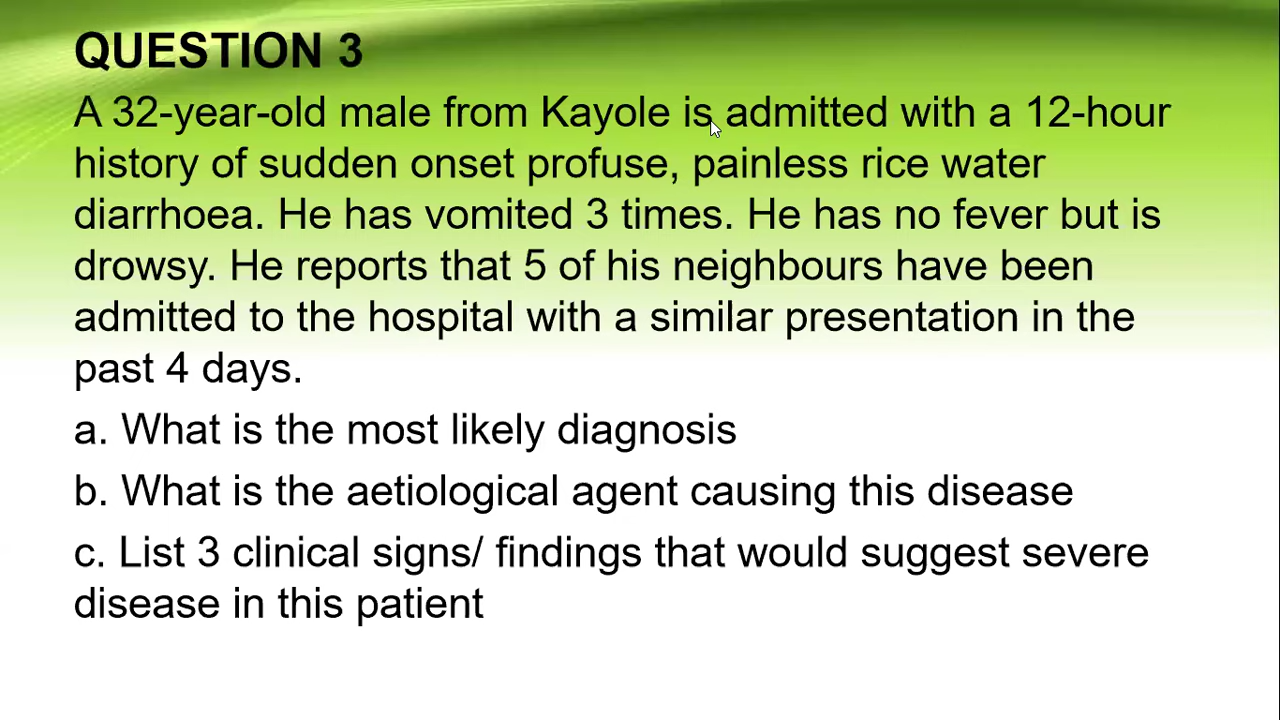 QUESTION 3
A 32-year-old male from Kayole is admitted with a 12-hour
history of sudden onset profuse, painless rice water
diarrhoea. He has vomited 3 times. He has no fever but is
drowsy. He reports that 5 of his neighbours have been
admitted to the hospital with a similar presentation in the
past 4 days.
a. What is the most likely diagnosis
b. What is the aetiological agent causing this disease
c. List 3 clinical signs/ findings that would suggest severe
disease in this patient